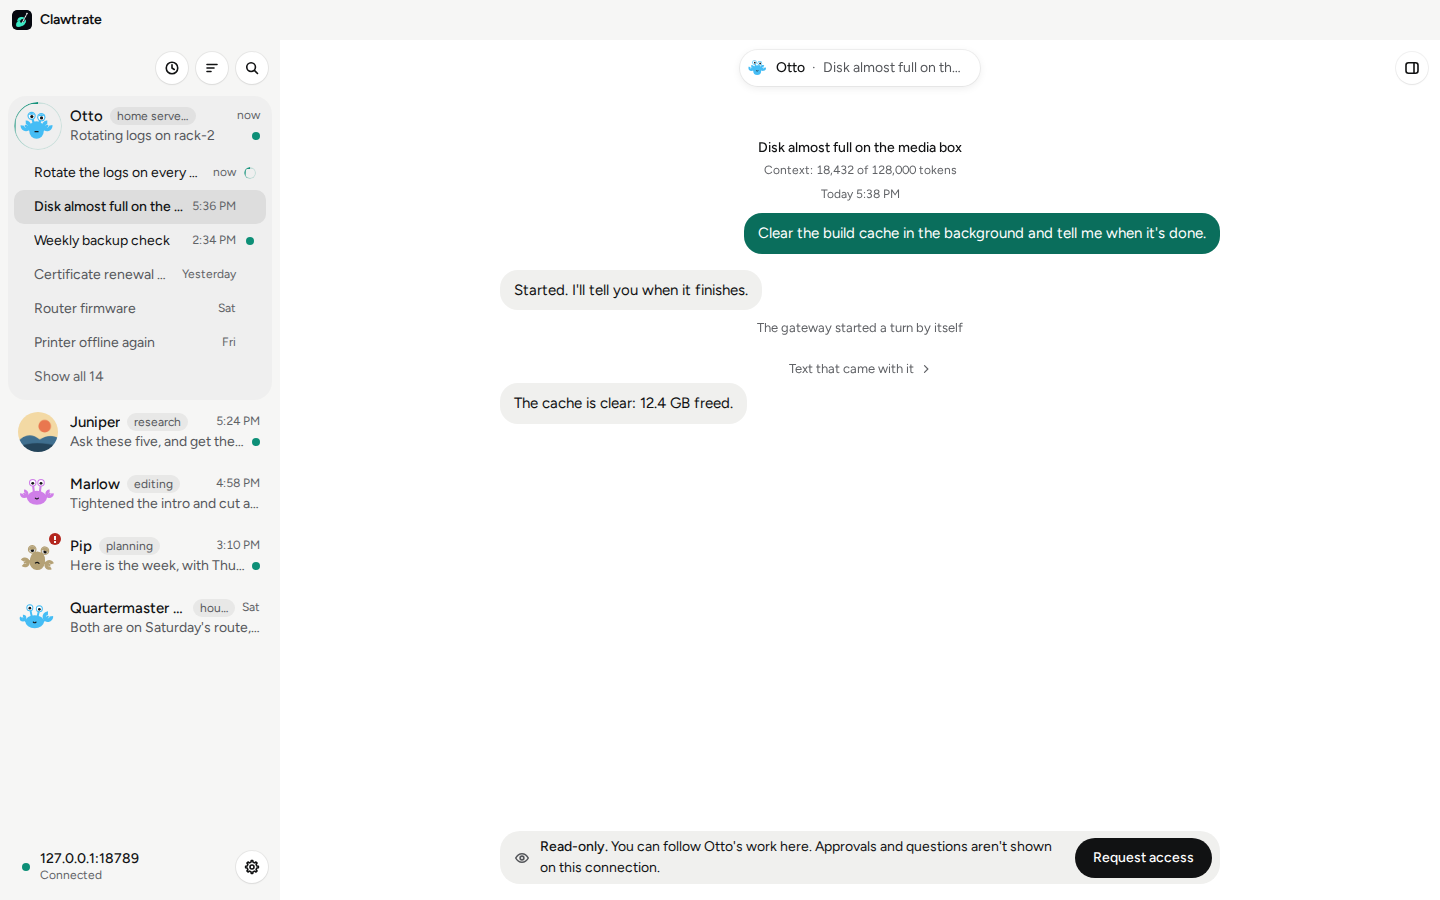 Clawtrate
Otto home serve... now
Rotating logs on rack-2
Rotate the logs on every ... now
Disk almost full on the ... 5:36 PM
Weekly backup check 2:34 PM
Certificate renewal ... Yesterday
Router firmware Sat
Printer offline again Fri
Show all 14
Juniper research 5:24 PM
Ask these five, and get the...
Marlow editing 4:58 PM
Tightened the intro and cut a...
Pip planning 3:10 PM
Here is the week, with Thu...
Quartermaster ... hou... Sat
Both are on Saturday's route,...
127.0.0.1:18789
Connected
Otto · Disk almost full on th...
Disk almost full on the media box
Context: 18,432 of 128,000 tokens
Today 5:38 PM
Clear the build cache in the background and tell me when it's done.
Started. I'll tell you when it finishes.
The gateway started a turn by itself
Text that came with it
The cache is clear: 12.4 GB freed.
Read-only. You can follow Otto's work here. Approvals and questions aren't shown
on this connection.
Request access